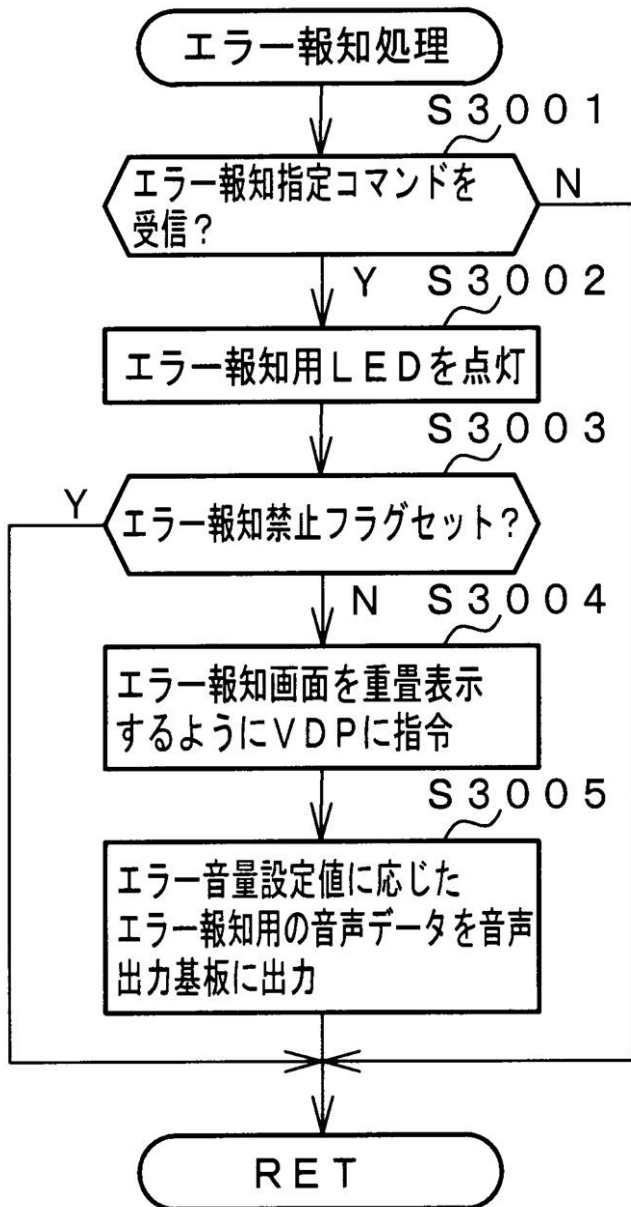 エラー報知処理
S3001
エラー報知指定コマンドを
受信?
N
Y
S3002
エラー報知用LEDを点灯
S3003
Y
エラー報知禁止フラグセット?
N
S3004
エラー報知画面を重畳表示
するようにVDPに指令
S3005
エラー音量設定値に応じた
エラー報知用の音声データを音声
出力基板に出力
RET